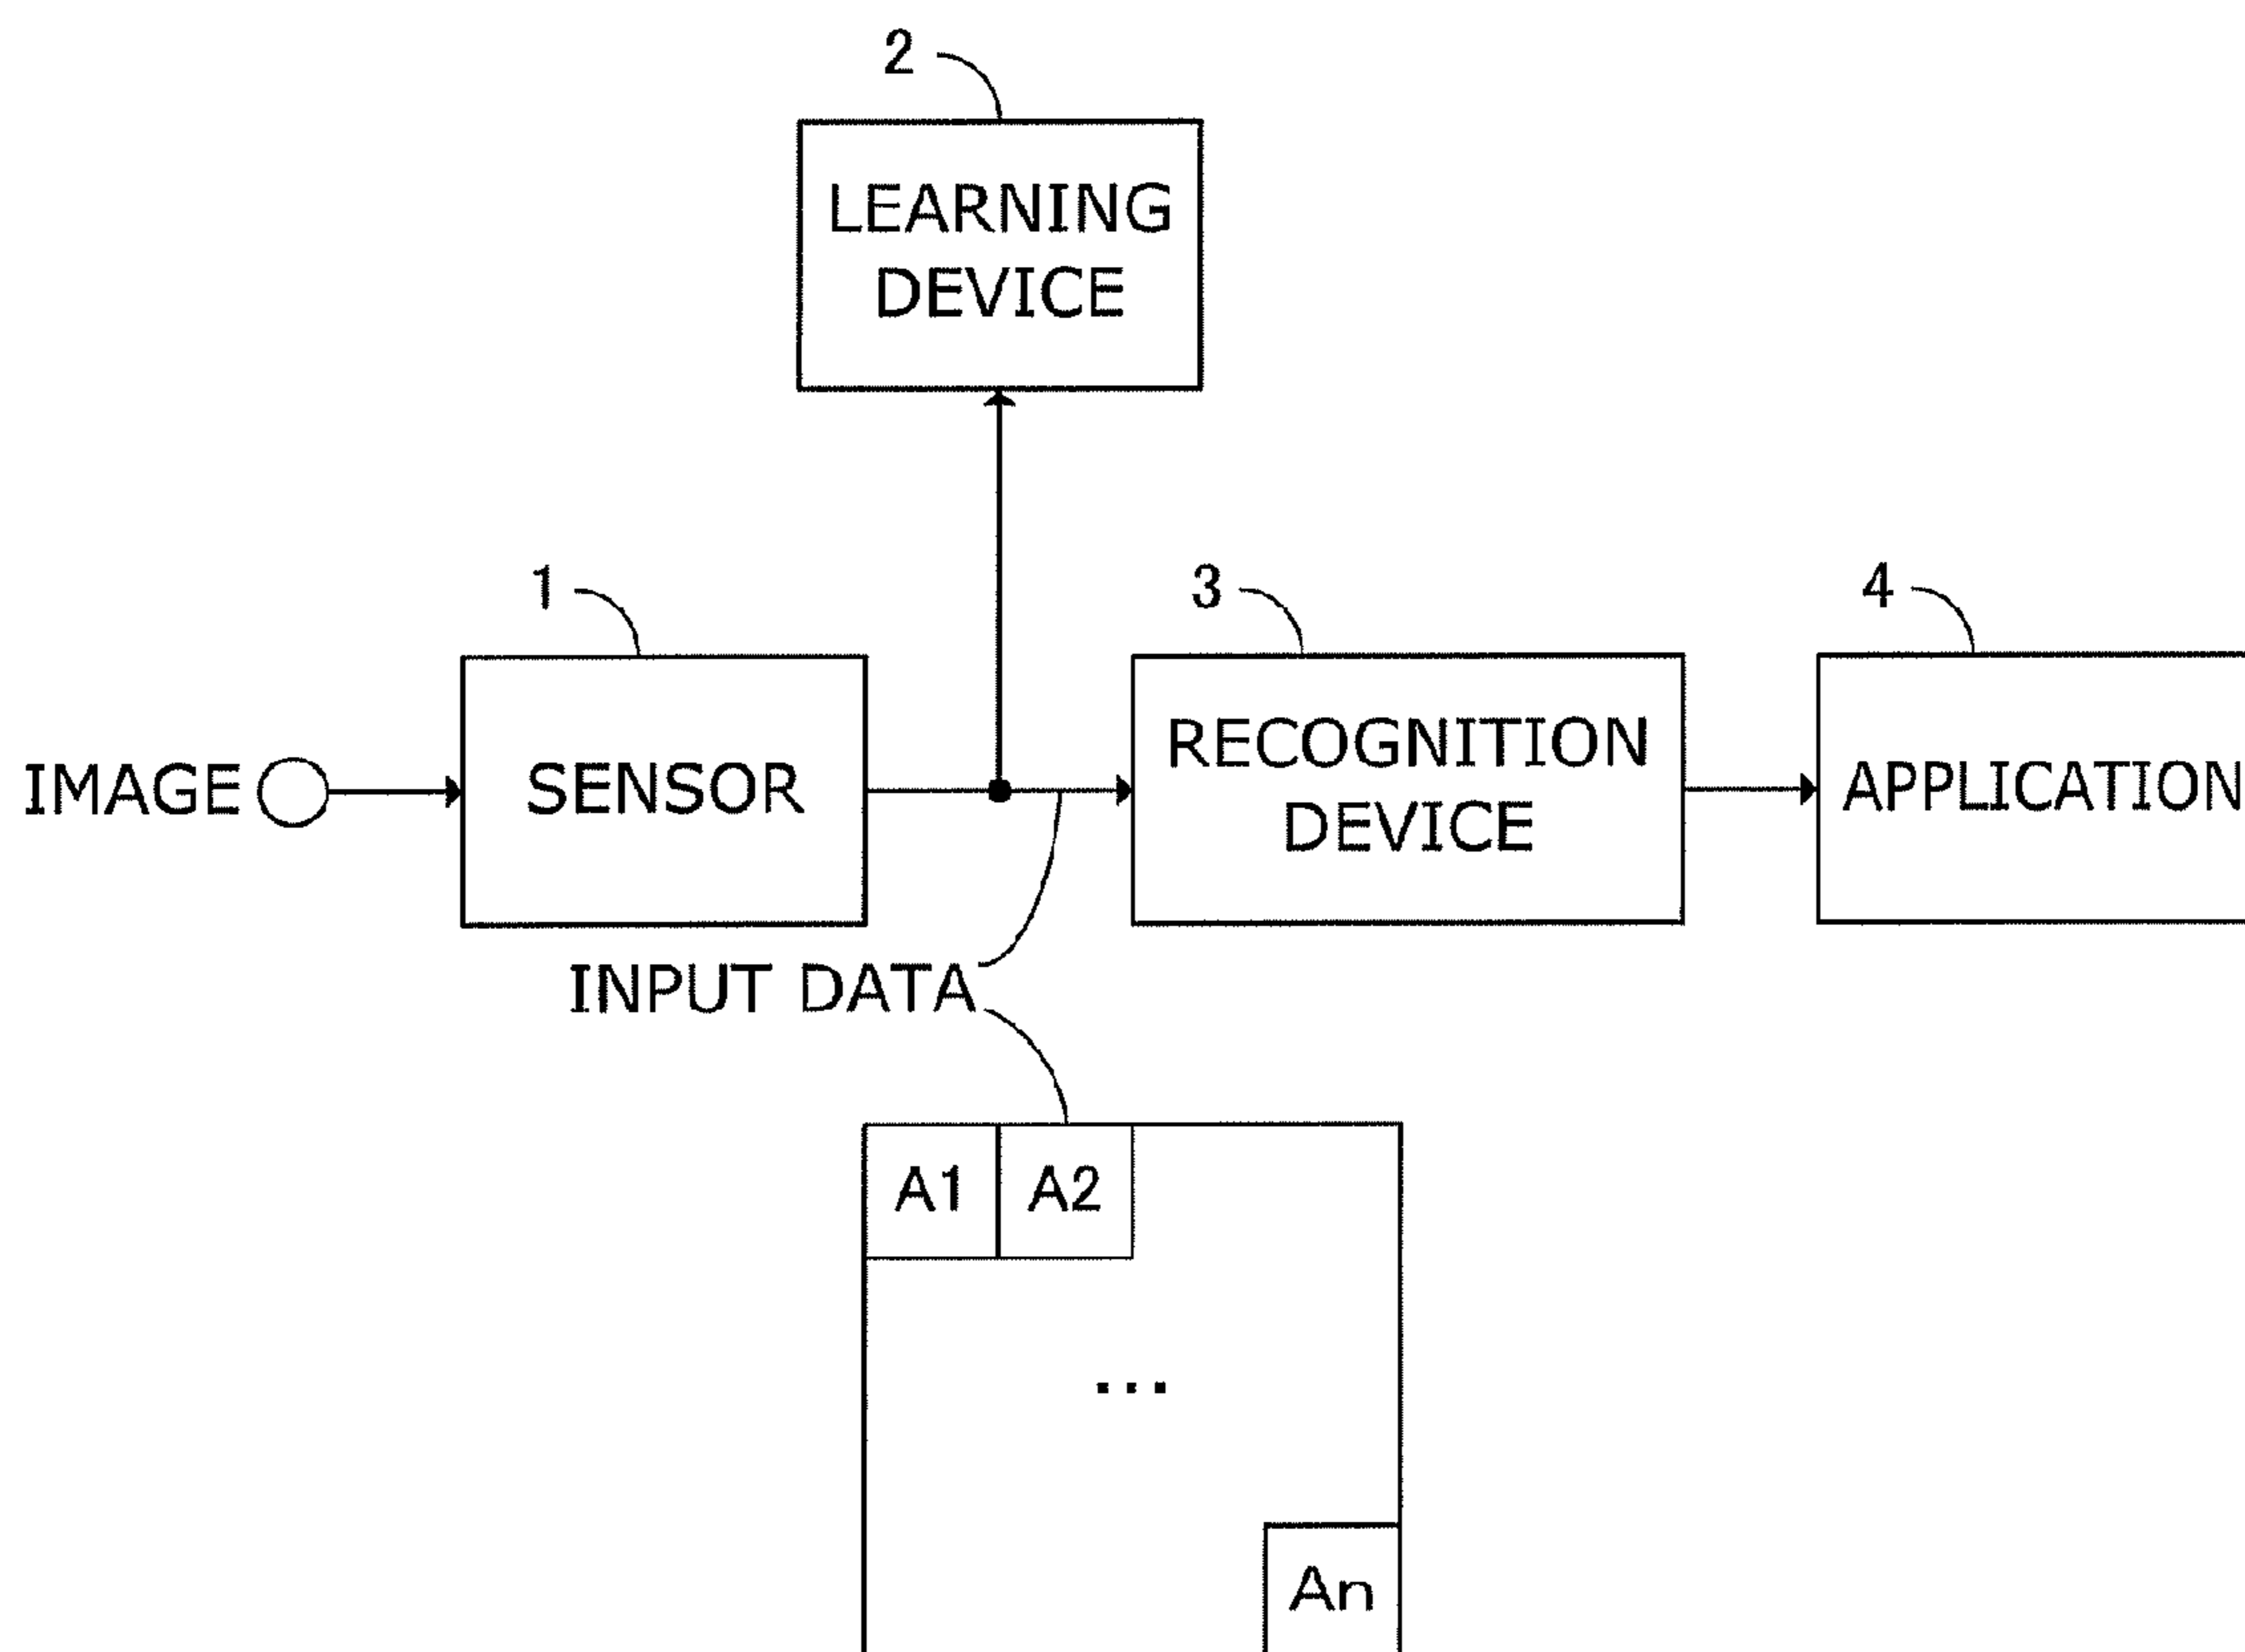 2
LEARNING
DEVICE
1
3
4
IMAGE
SENSOR
RECOGNITION
DEVICE
APPLICATION
INPUT DATA
A1
A2
...
An